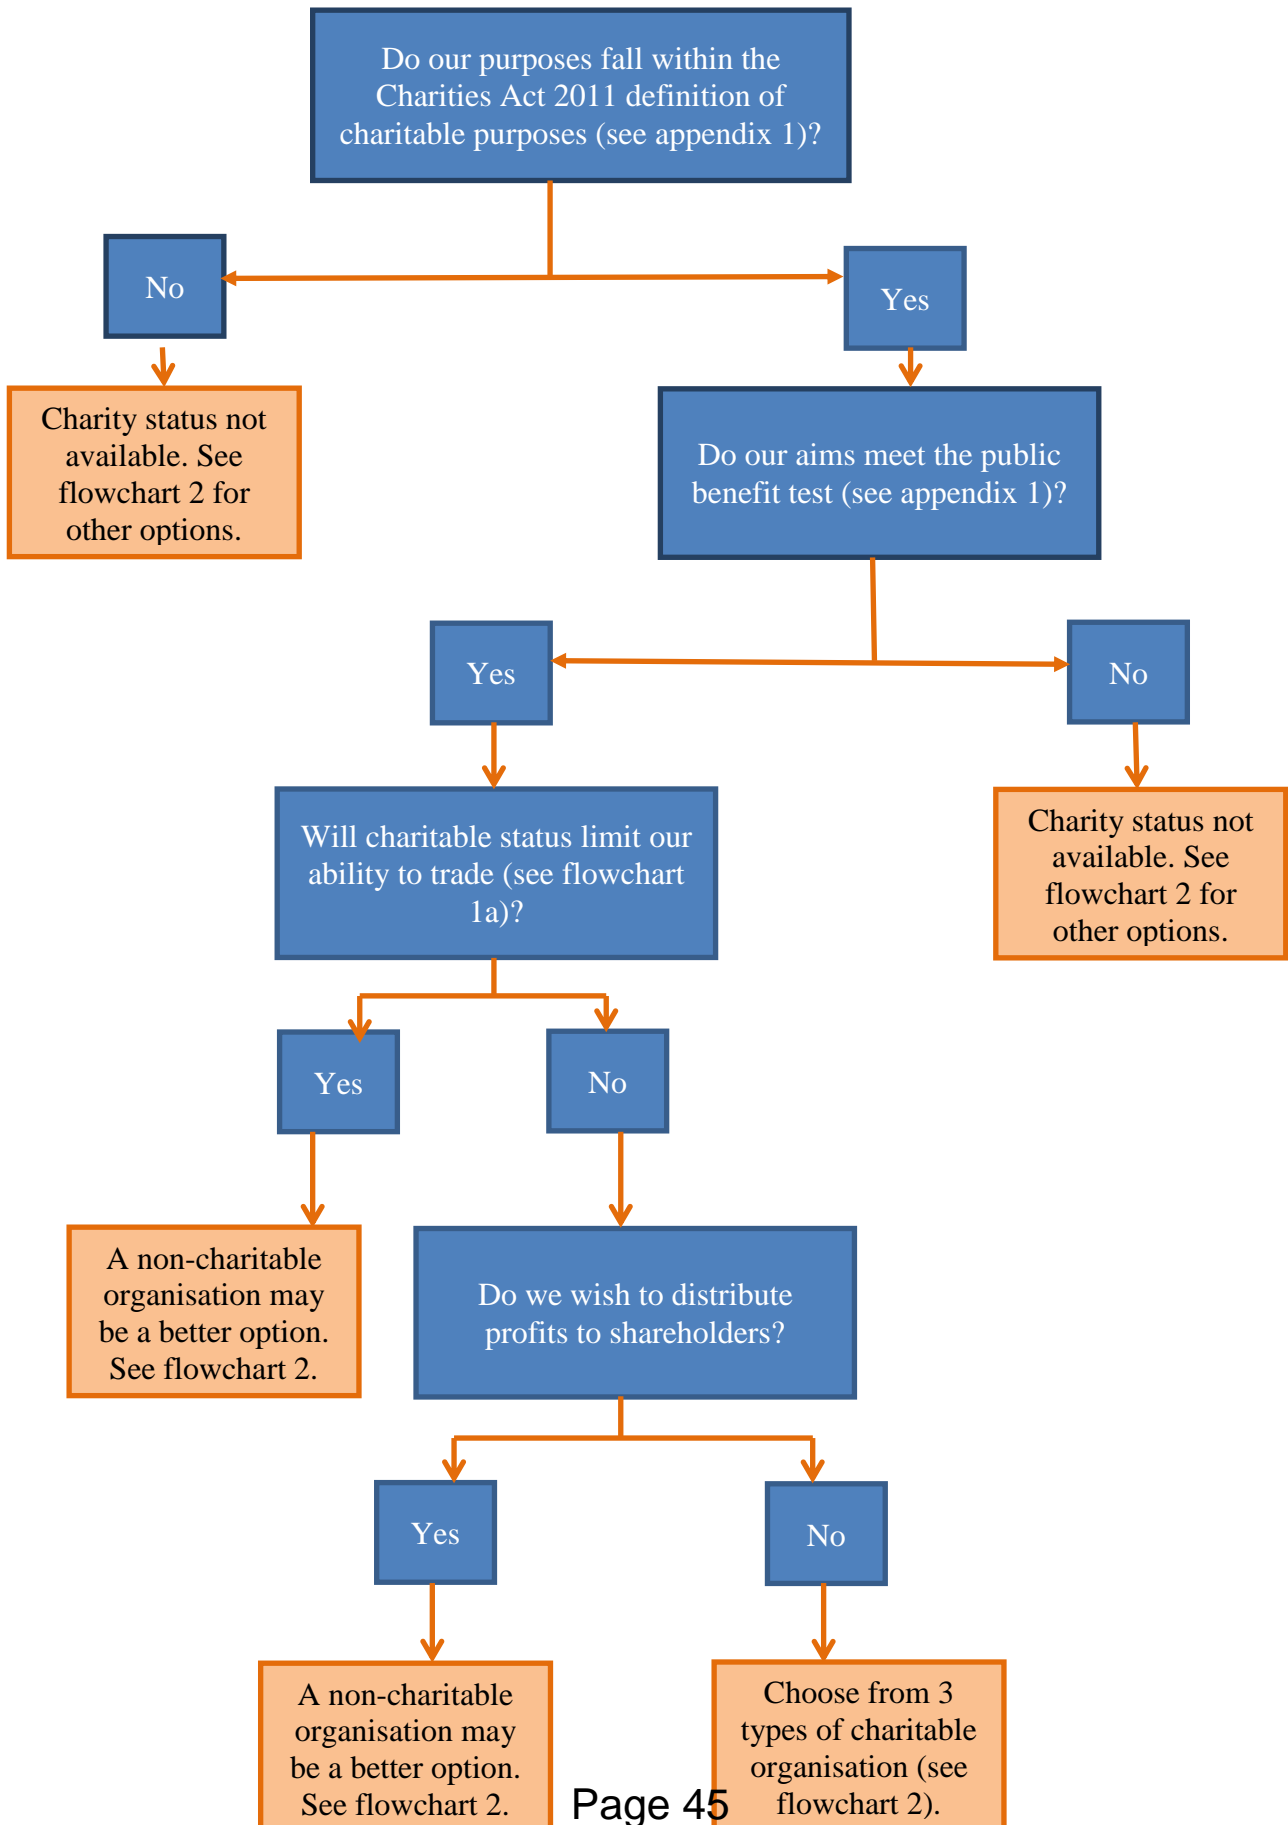 Do our purposes fall within the
Charities Act 2011 definition of
charitable purposes (see appendix 1)?
No
Yes
Charity status not
available. See
flowchart 2 for
other options.
Do our aims meet the public
benefit test (see appendix 1)?
Yes
No
Will charitable status limit our
ability to trade (see flowchart
1a)?
Charity status not
available. See
flowchart 2 for
other options.
Yes
No
A non-charitable
organisation may
be a better option.
See flowchart 2.
Do we wish to distribute
profits to shareholders?
Yes
No
A non-charitable
organisation may
be a better option.
See flowchart 2.
Choose from 3
types of charitable
organisation (see
flowchart 2).
Page 45